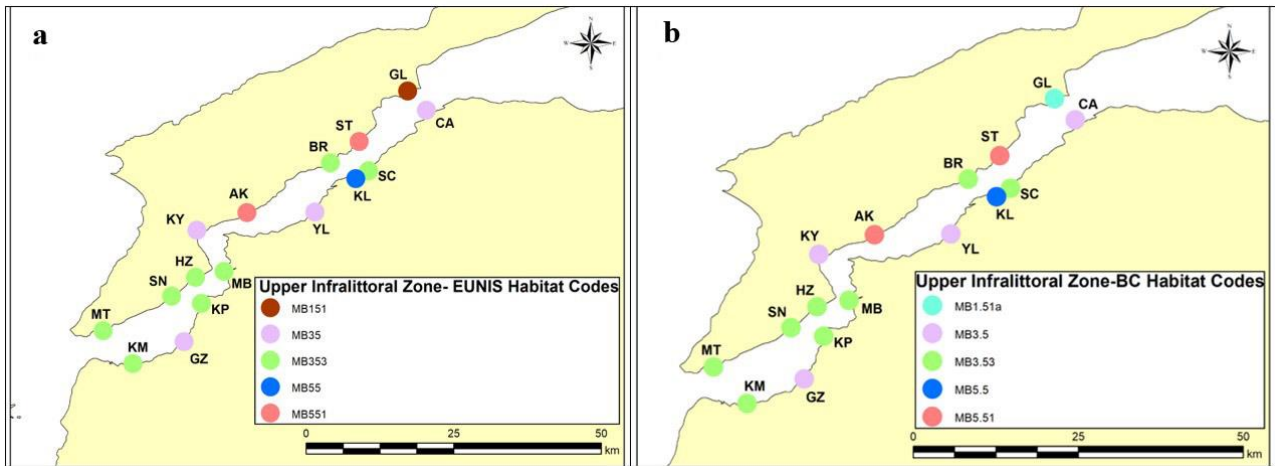 a
N
GL
CA
ST
BR
SC
KL
AK
YL
KY
HZ
MB
SN
KP
MT
KM
GZ
Upper Infralittoral Zone- EUNIS Habitat Codes
MB151
MB35
MB353
MB55
MB551
0 25 50
km
b
N
GL
CA
ST
BR
SC
KL
AK
YL
KY
HZ
MB
SN
KP
MT
KM
GZ
Upper Infralittoral Zone-BC Habitat Codes
MB1.51a
MB3.5
MB3.53
MB5.5
MB5.51
0 25 50
km